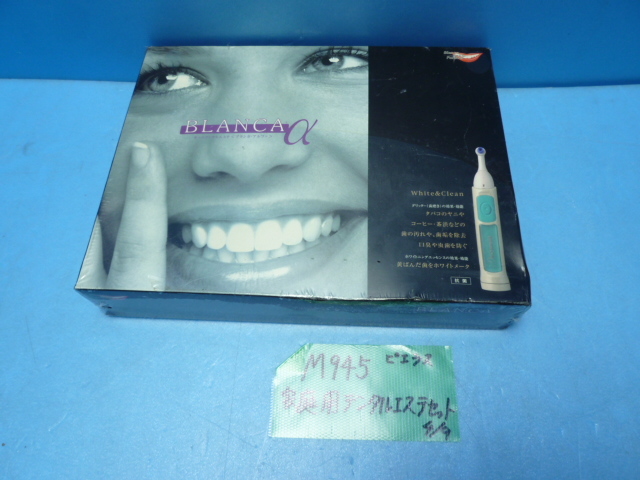 BLANCA α
White&Clean
タバコのヤニや
コーヒー・茶渋などの
歯の汚れや、歯垢を除去
口臭や虫歯を防ぐ
黄ばんだ歯をホワイトメーク
M945 ピエラス
家庭用デンタルエステセット